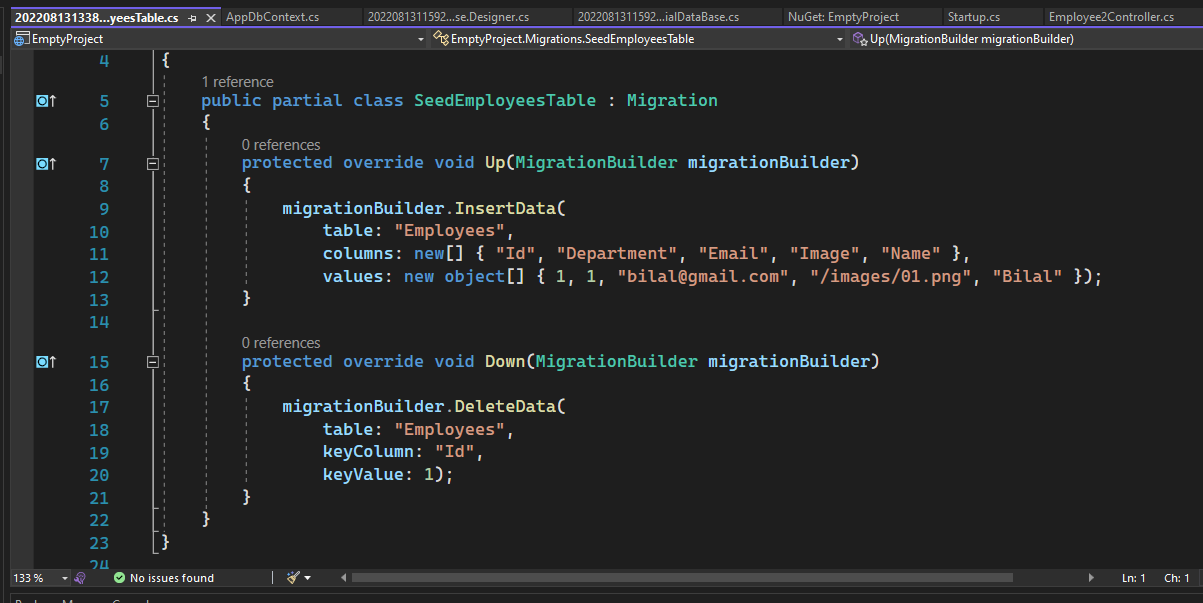 2022081311338...yeesTable.cs AppDbContext.cs 2022081311592...se.Designer.cs 2022081311592...ialDataBase.cs NuGet: EmptyProject Startup.cs Employee2Controller.cs
EmptyProject EmptyProject.Migrations.SeedEmployeesTable Up(MigrationBuilder migrationBuilder)
4 {
1 reference
5 public partial class SeedEmployeesTable : Migration
6 {
0 references
7 protected override void Up(MigrationBuilder migrationBuilder)
8 {
9 migrationBuilder.InsertData(
10 table: "Employees",
11 columns: new[] { "Id", "Department", "Email", "Image", "Name" },
12 values: new object[] { 1, 1, "bilal@gmail.com", "/images/01.png", "Bilal" });
13 }
14
0 references
15 protected override void Down(MigrationBuilder migrationBuilder)
16 {
17 migrationBuilder.DeleteData(
18 table: "Employees",
19 keyColumn: "Id",
20 keyValue: 1);
21 }
22 }
23 }
24
133 % No issues found Ln: 1 Ch: 1